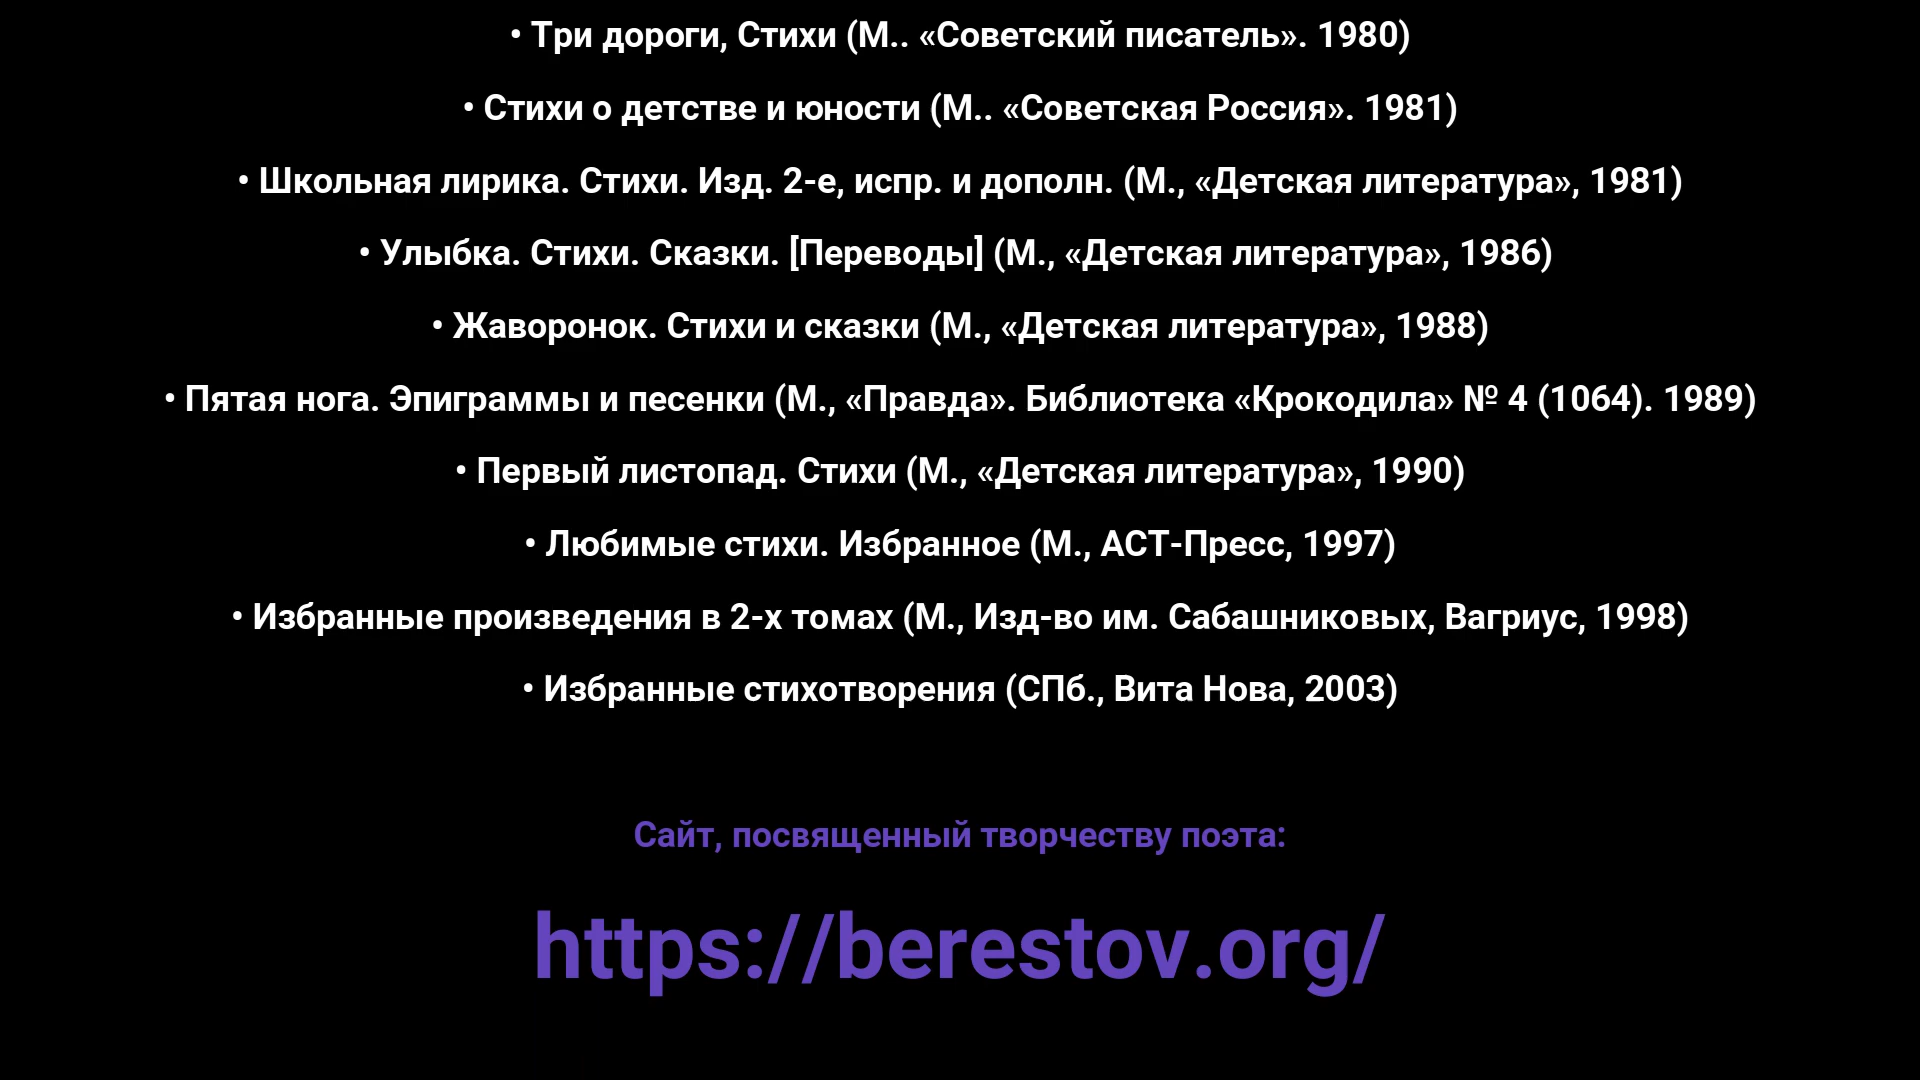 • Три дороги, Стихи (М.. «Советский писатель». 1980)
• Стихи о детстве и юности (М.. «Советская Россия». 1981)
• Школьная лирика. Стихи. Изд. 2-е, испр. и дополн. (М., «Детская литература», 1981)
• Улыбка. Стихи. Сказки. [Переводы] (М., «Детская литература», 1986)
• Жаворонок. Стихи и сказки (М., «Детская литература», 1988)
• Пятая нога. Эпиграммы и песенки (М., «Правда». Библиотека «Крокодила» № 4 (1064). 1989)
• Первый листопад. Стихи (М., «Детская литература», 1990)
• Любимые стихи. Избранное (М., АСТ-Пресс, 1997)
• Избранные произведения в 2-х томах (М., Изд-во им. Сабашниковых, Вагриус, 1998)
• Избранные стихотворения (СПб., Вита Нова, 2003)
Сайт, посвященный творчеству поэта:
https://berestov.org/